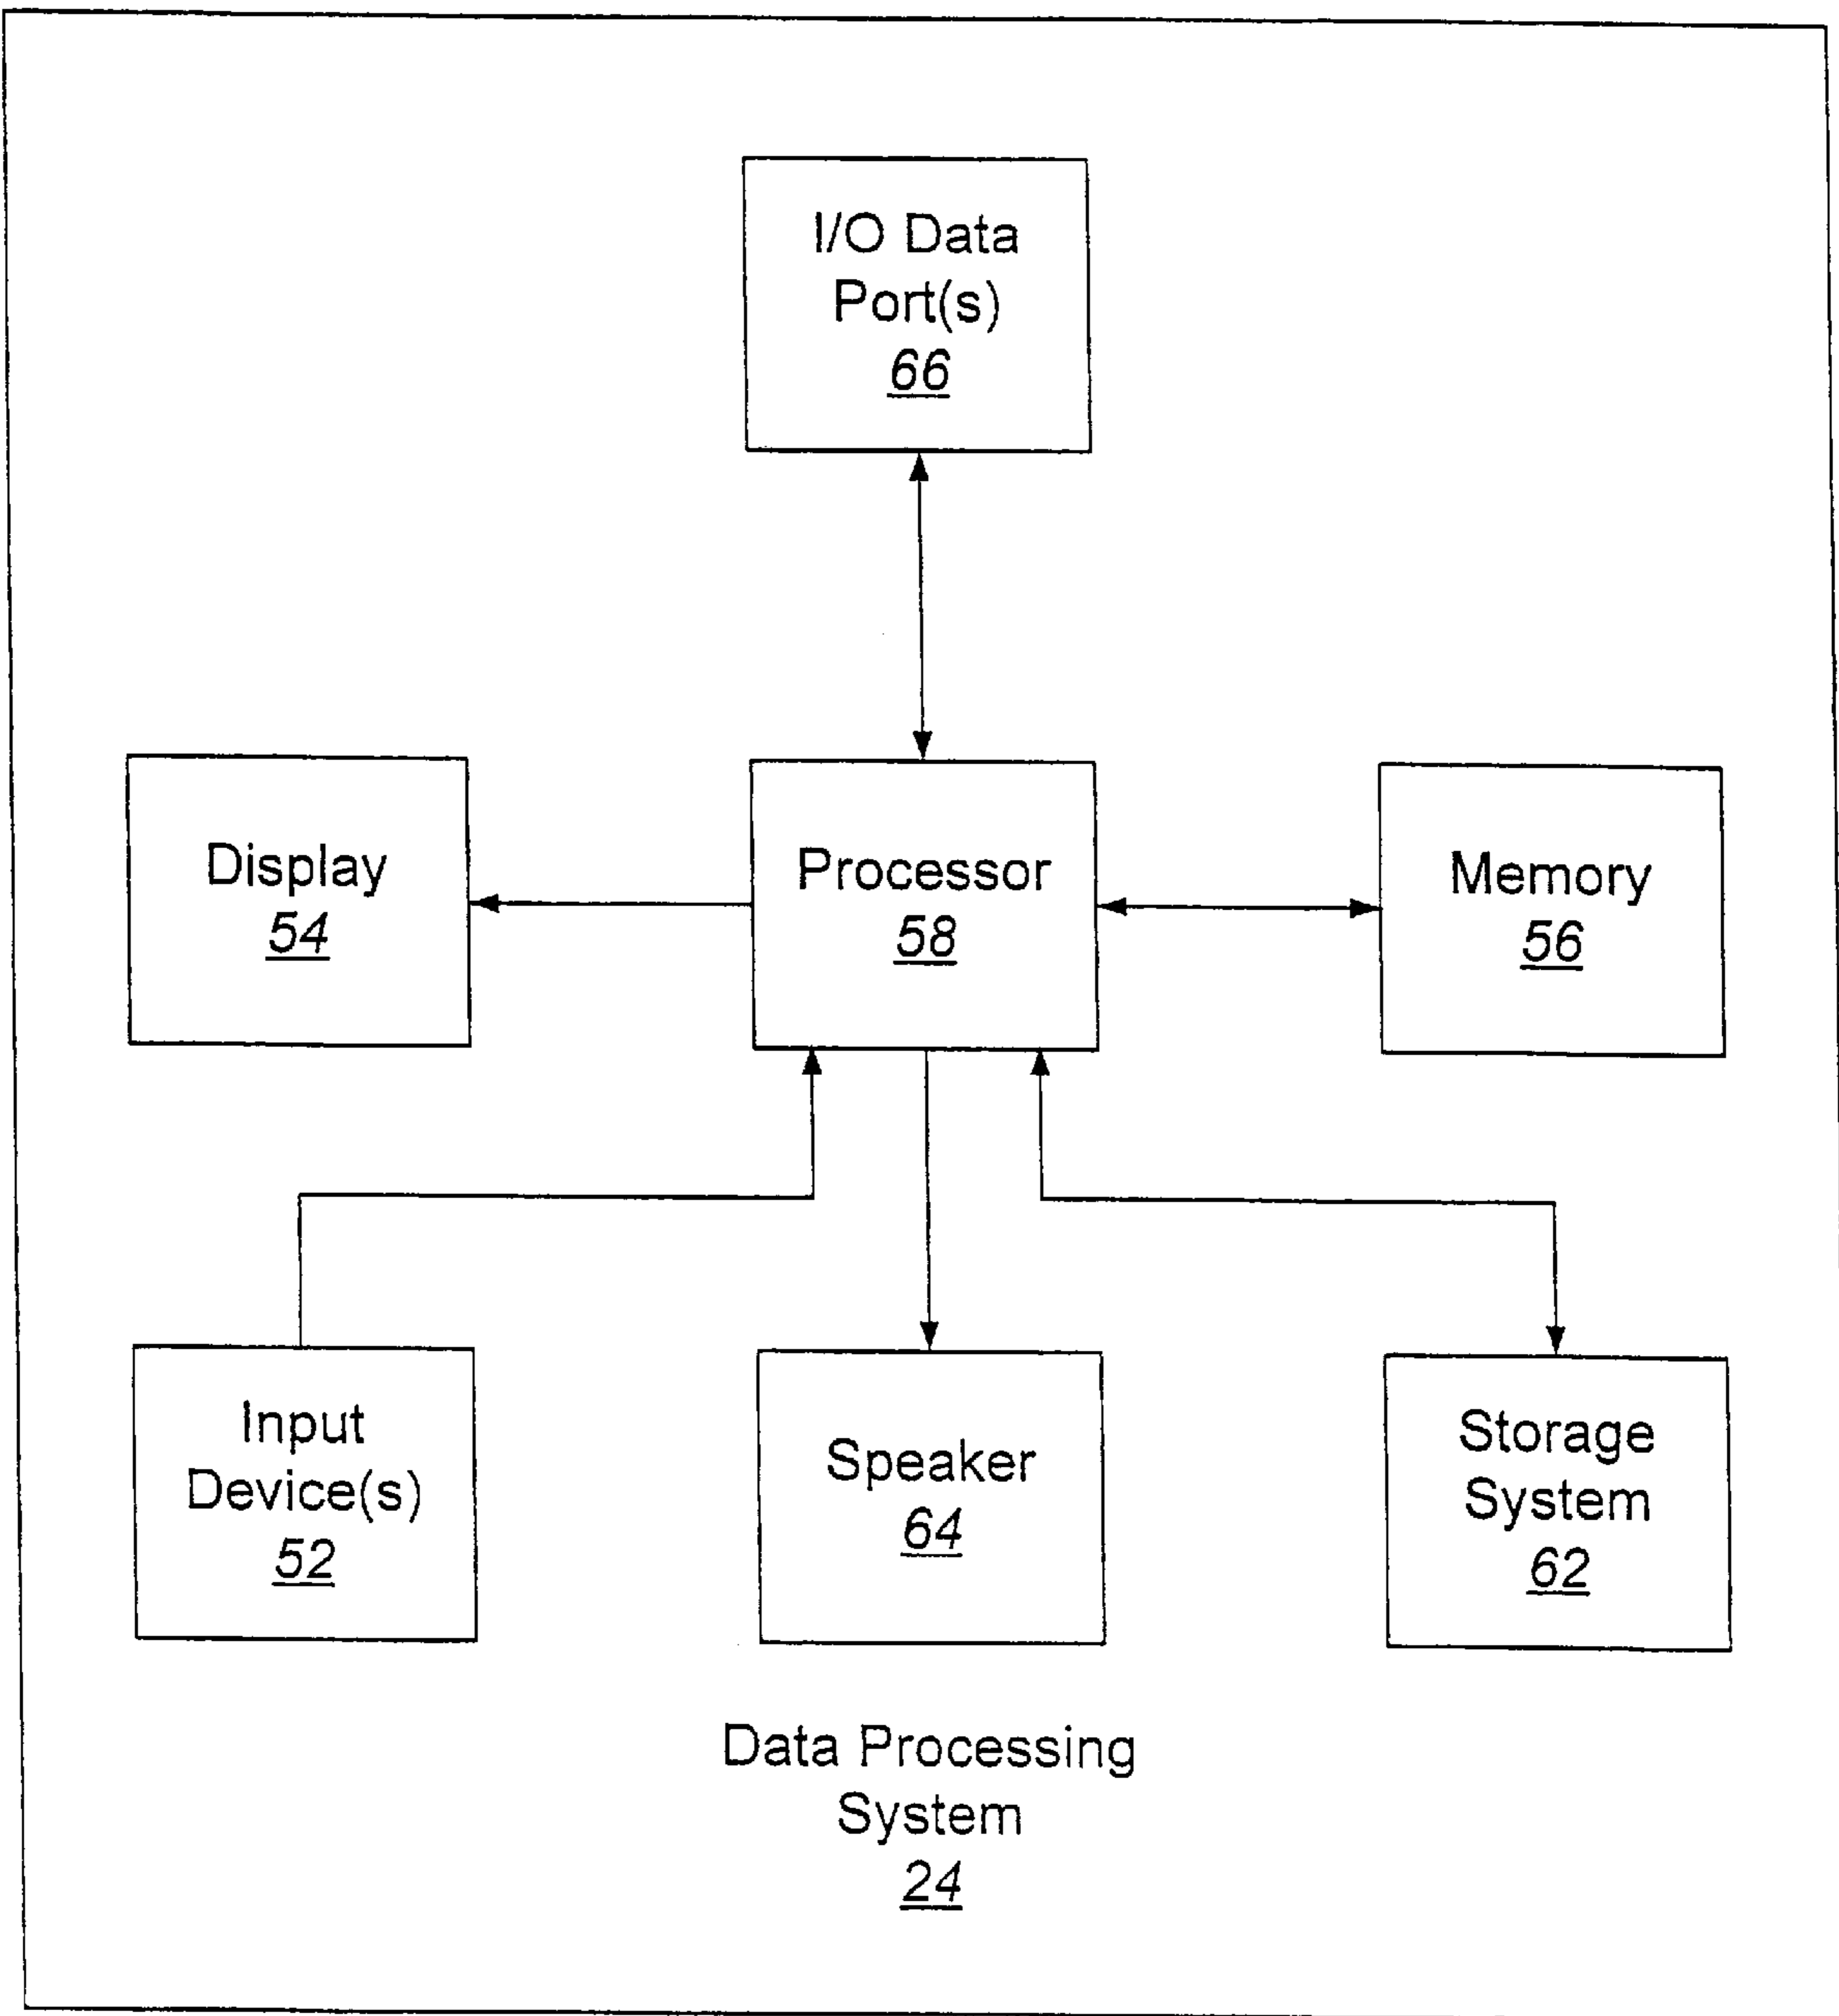 I/O Data
Port(s)
66
Display
54
Processor
58
Memory
56
Input
Device(s)
52
Speaker
64
Storage
System
62
Data Processing
System
24